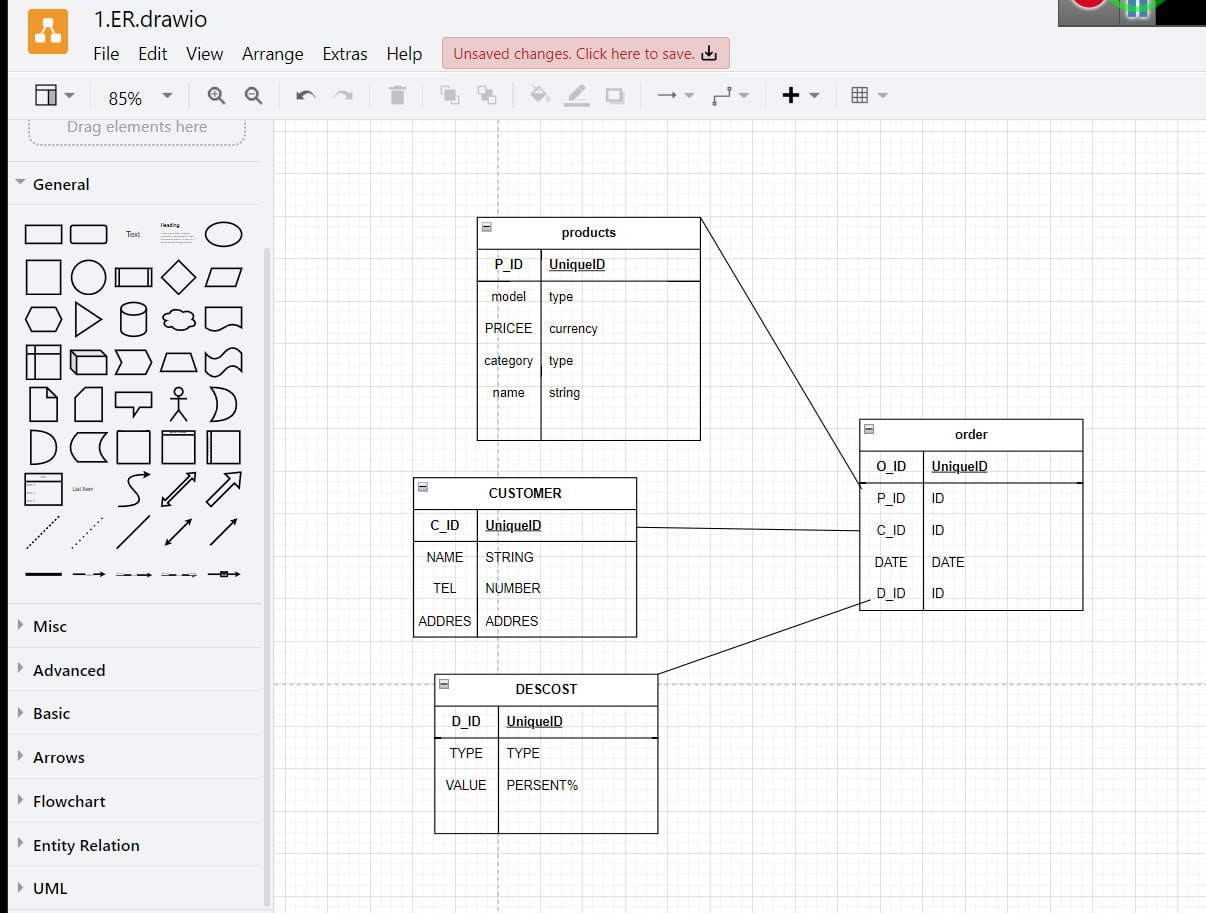 1.ER.drawio
File Edit View Arrange Extras Help Unsaved changes. Click here to save.
85%
Drag elements here
General
Text
Heading
List Item
Misc
Advanced
Basic
Arrows
Flowchart
Entity Relation
UML
products
P_ID UniqueID
model type
PRICEE currency
category type
name string
order
O_ID UniqueID
P_ID ID
C_ID ID
DATE DATE
D_ID ID
CUSTOMER
C_ID UniqueID
NAME STRING
TEL NUMBER
ADDRES ADDRES
DESCOST
D_ID UniqueID
TYPE TYPE
VALUE PERSENT%